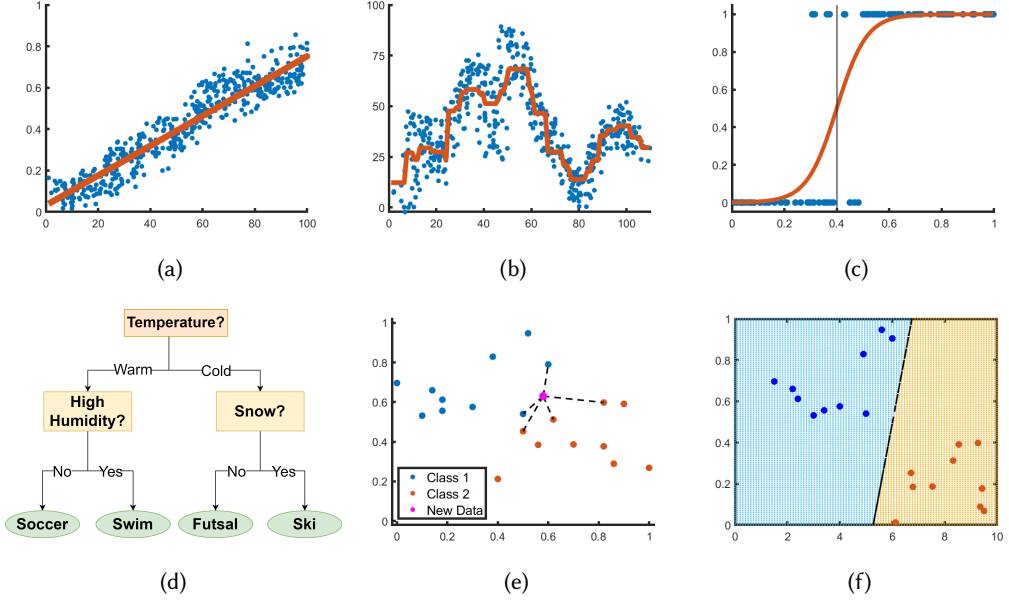 1
0.8
0.6
0.4
0.2
0
0 20 40 60 80 100
(a)
100
75
50
25
0
0 20 40 60 80 100
(b)
1
0.8
0.6
0.4
0.2
0
0 0.2 0.4 0.6 0.8 1
(c)
Temperature?
Warm Cold
High
Humidity?
Snow?
No Yes No Yes
Soccer Swim Futsal Ski
(d)
1
0.8
0.6
0.4
0.2
0
Class 1
Class 2
New Data
0 0.2 0.4 0.6 0.8 1
(e)
1
0.8
0.6
0.4
0.2
0
0 2 4 6 8 10
(f)